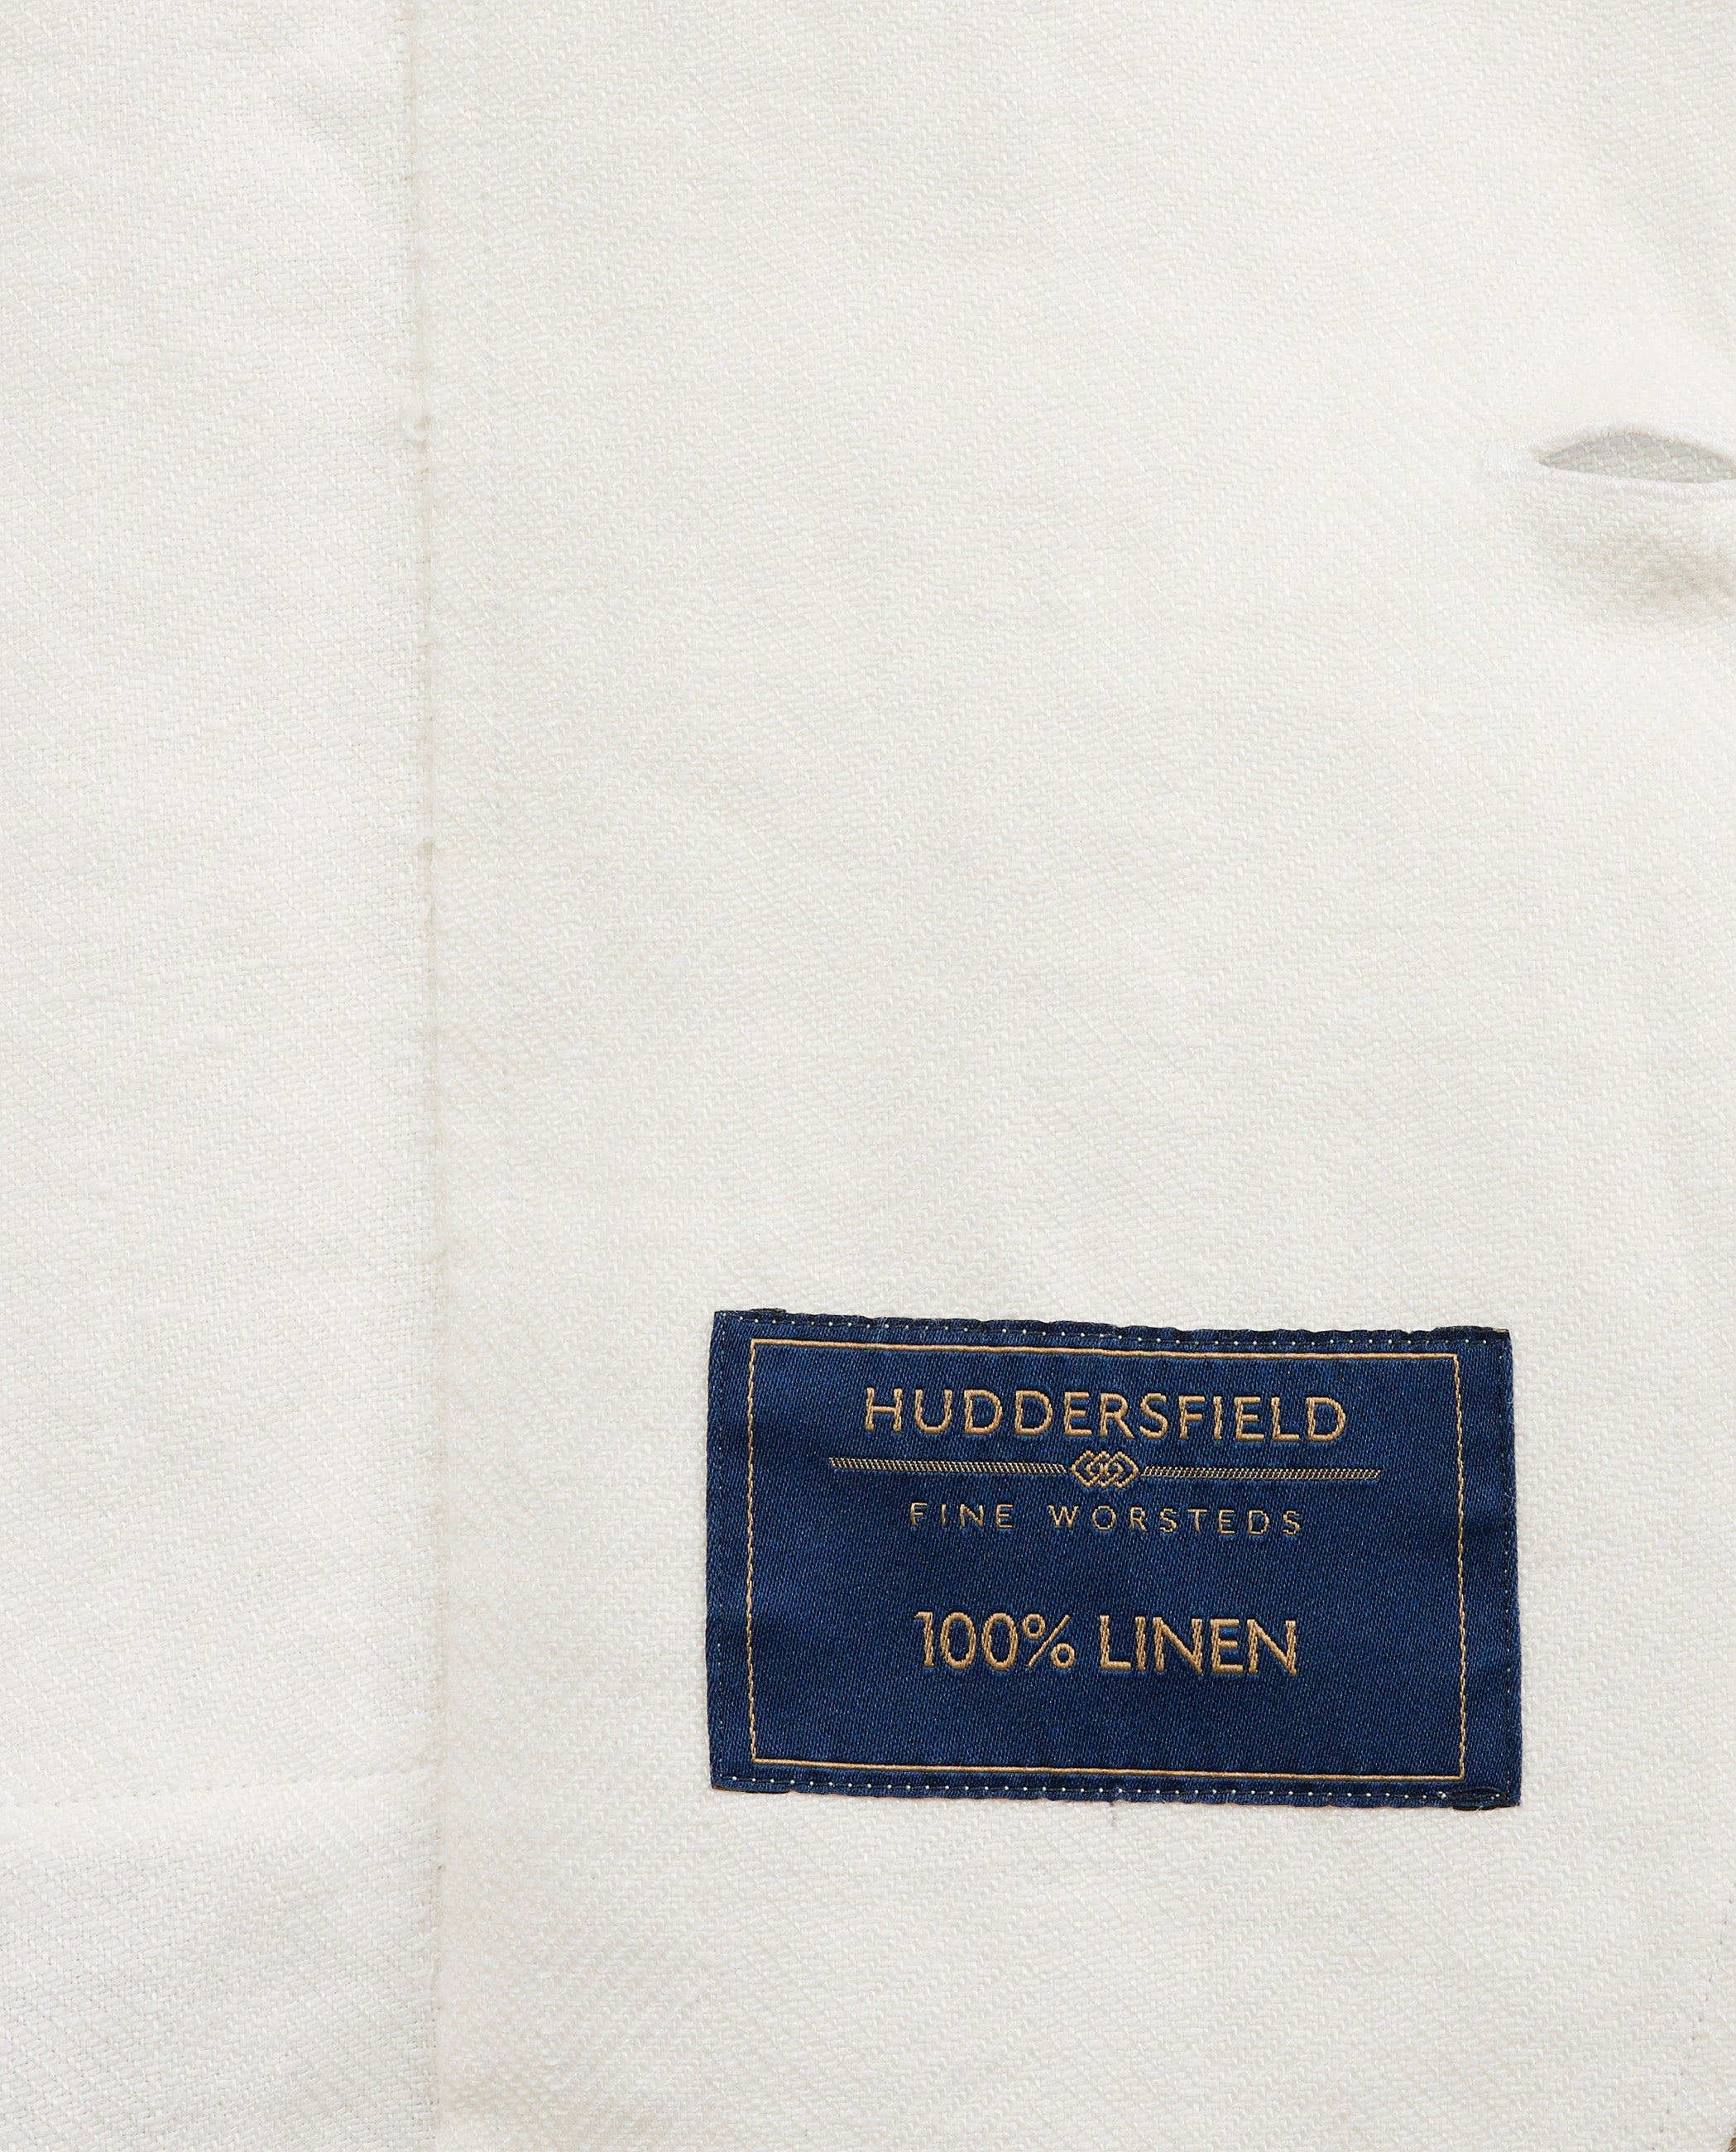 HUDDERSFIELD
FINE WORSTEDS
100% LINEN